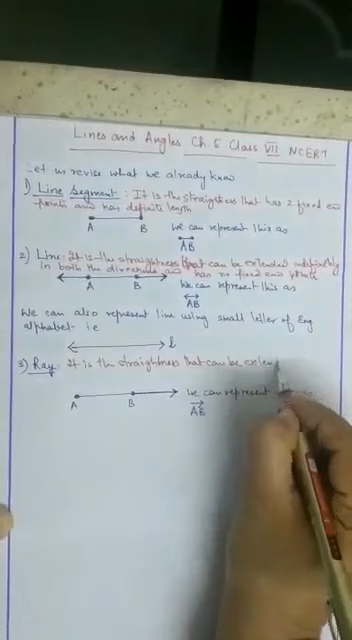 Lines and Angles Ch. 5 Class VII NCERT
Let us revise what we already know
1) Line Segment : It is the straightness that has 2 fixed end
points and has definite length
A B We can represent this as
AB
2) Line: It is the straightness that can be extended indefinitely
in both the directions and has no fixed end points
A B We can represent this as
AB
We can also represent line using small letter of Eng
alphabet i.e
l
3) Ray: It is the straightness that can be exten
A B We can represent
AB